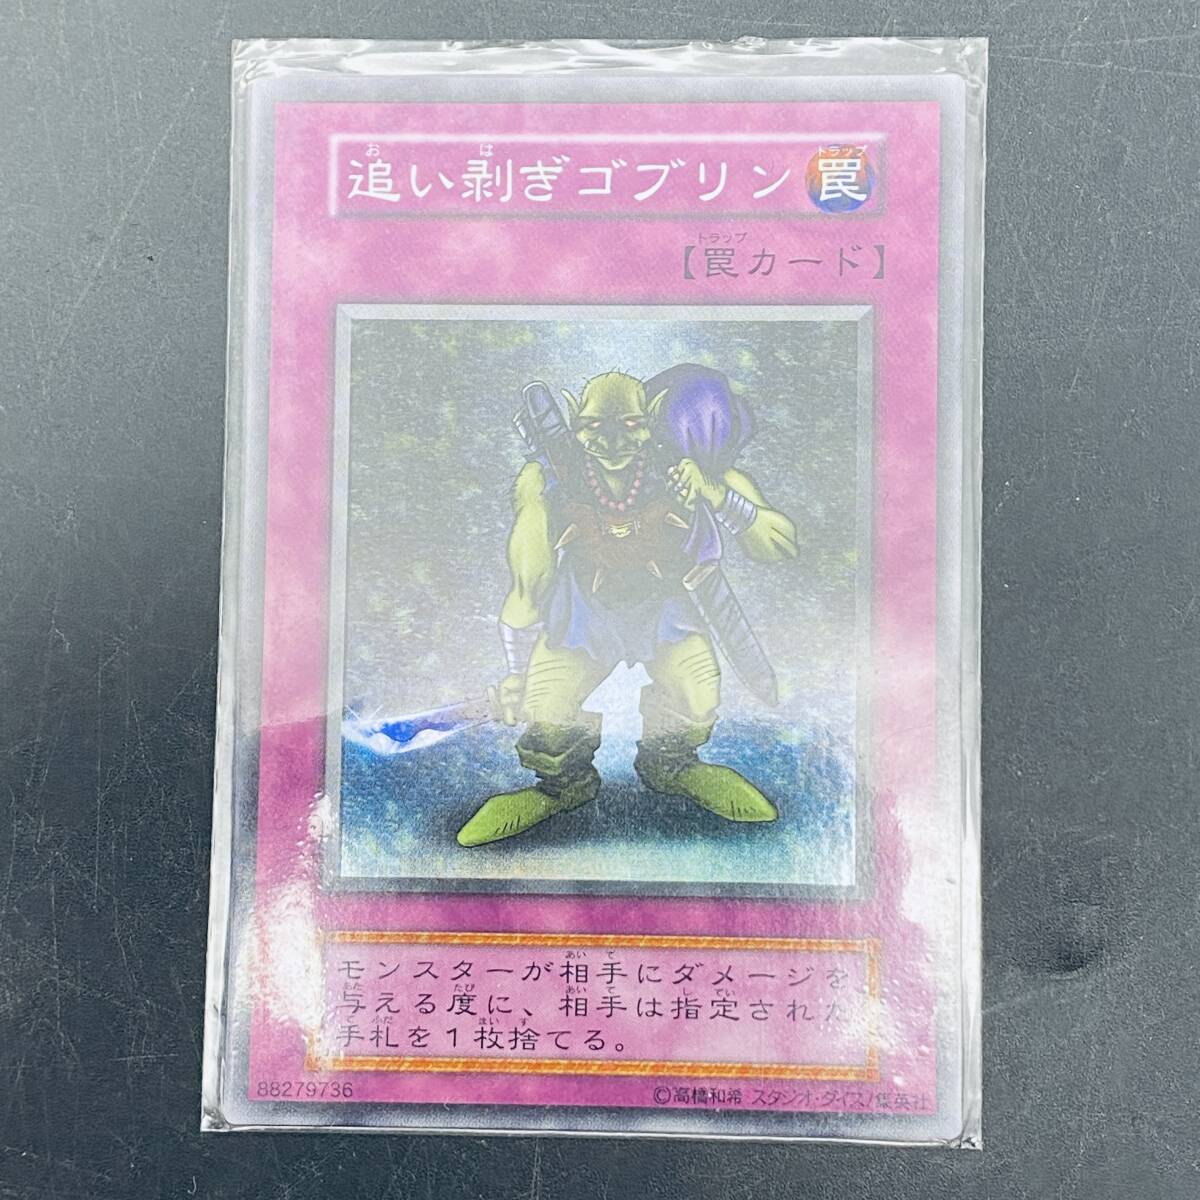 追い剥ぎゴブリン 罠
【罠カード】
モンスターが相手にダメージを
与える度に、相手は指定された
手札を1枚捨てる。
88279736
©高橋和希 スタジオ・ダイス/集英社